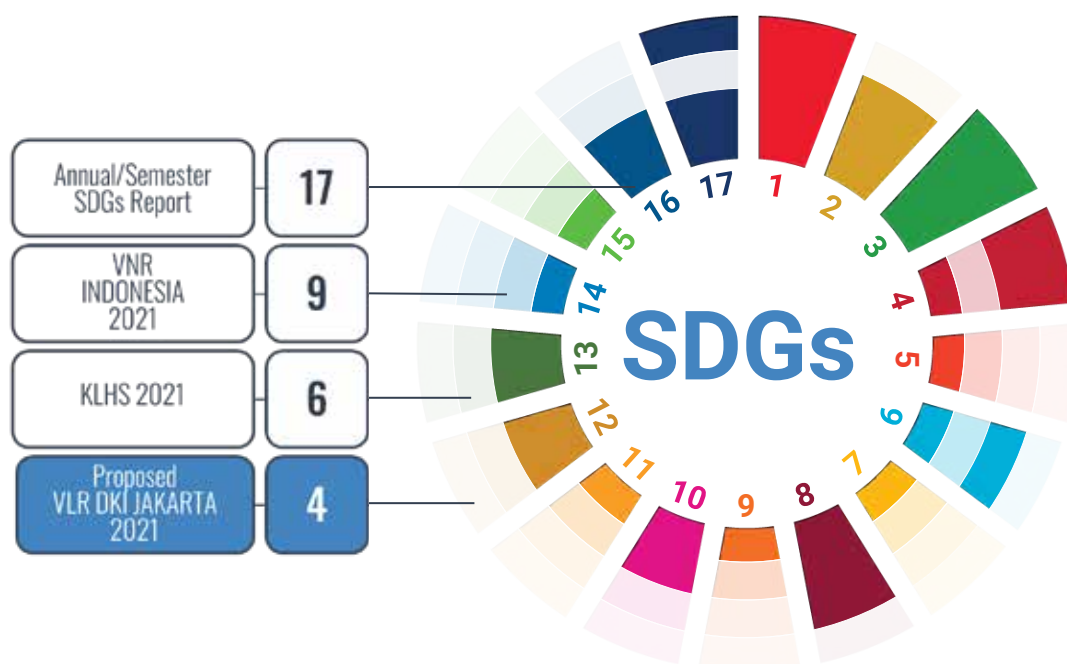 Annual/Semester
SDGs Report
17
VNR
INDONESIA
2021
9
KLHS 2021
6
Proposed
VLR DKI JAKARTA
2021
4
SDGs
1
2
3
4
5
6
7
8
9
10
11
12
13
14
15
16
17